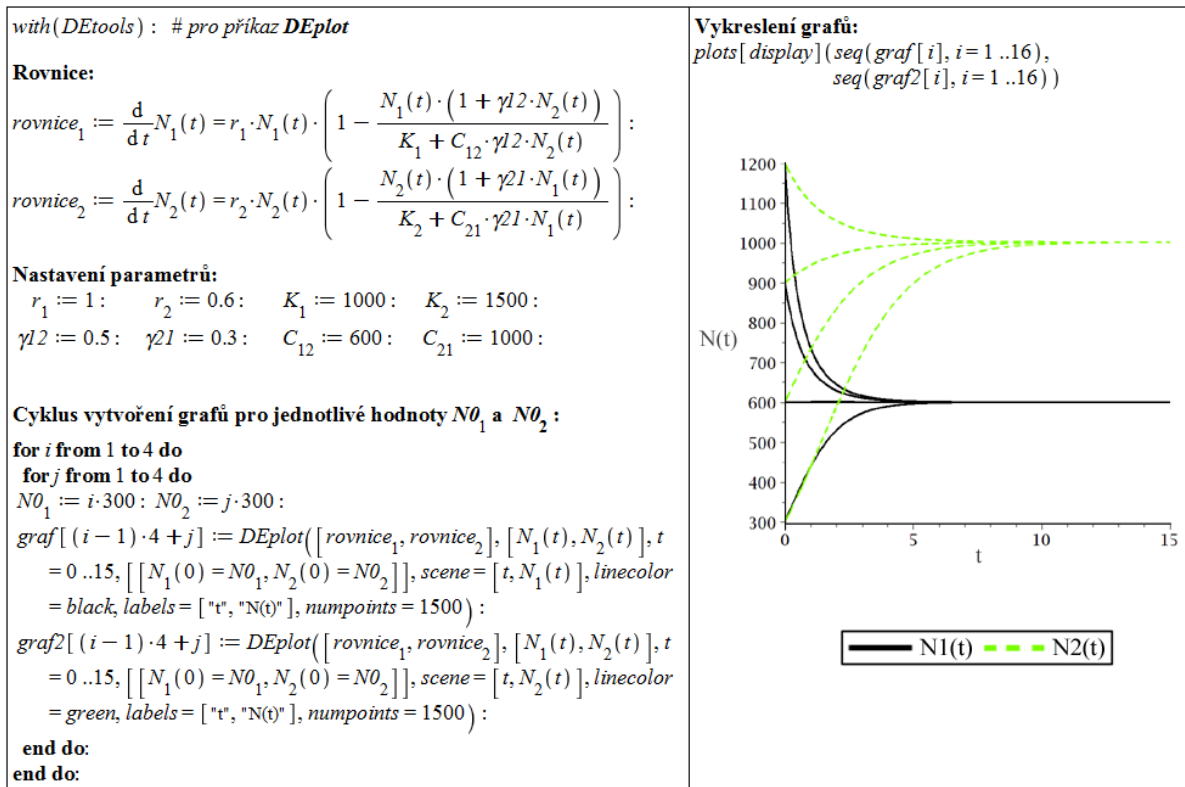 with(DEtools) : # pro příkaz DEplot
Rovnice:
rovnice₁ := d/dt N₁(t) = r₁·N₁(t)·(1 − N₁(t)·(1 + γ12·N₂(t)) / (K₁ + C₁₂·γ12·N₂(t))) :
rovnice₂ := d/dt N₂(t) = r₂·N₂(t)·(1 − N₂(t)·(1 + γ21·N₁(t)) / (K₂ + C₂₁·γ21·N₁(t))) :
Nastavení parametrů:
r₁ := 1 : r₂ := 0.6 : K₁ := 1000 : K₂ := 1500 :
γ12 := 0.5 : γ21 := 0.3 : C₁₂ := 600 : C₂₁ := 1000 :
Cyklus vytvoření grafů pro jednotlivé hodnoty N0₁ a N0₂ :
for i from 1 to 4 do
for j from 1 to 4 do
N0₁ := i·300 : N0₂ := j·300 :
graf[(i − 1)·4 + j] := DEplot([rovnice₁, rovnice₂], [N₁(t), N₂(t)], t
= 0 ..15, [[N₁(0) = N0₁, N₂(0) = N0₂]], scene = [t, N₁(t)], linecolor
= black, labels = ["t", "N(t)"], numpoints = 1500) :
graf2[(i − 1)·4 + j] := DEplot([rovnice₁, rovnice₂], [N₁(t), N₂(t)], t
= 0 ..15, [[N₁(0) = N0₁, N₂(0) = N0₂]], scene = [t, N₂(t)], linecolor
= green, labels = ["t", "N(t)"], numpoints = 1500) :
end do:
end do:
Vykreslení grafů:
plots[display](seq(graf[i], i = 1 ..16),
seq(graf2[i], i = 1 ..16))
1200
1100
1000
900
800
N(t)
700
600
500
400
300
0 5 10 15
t
N1(t) N2(t)